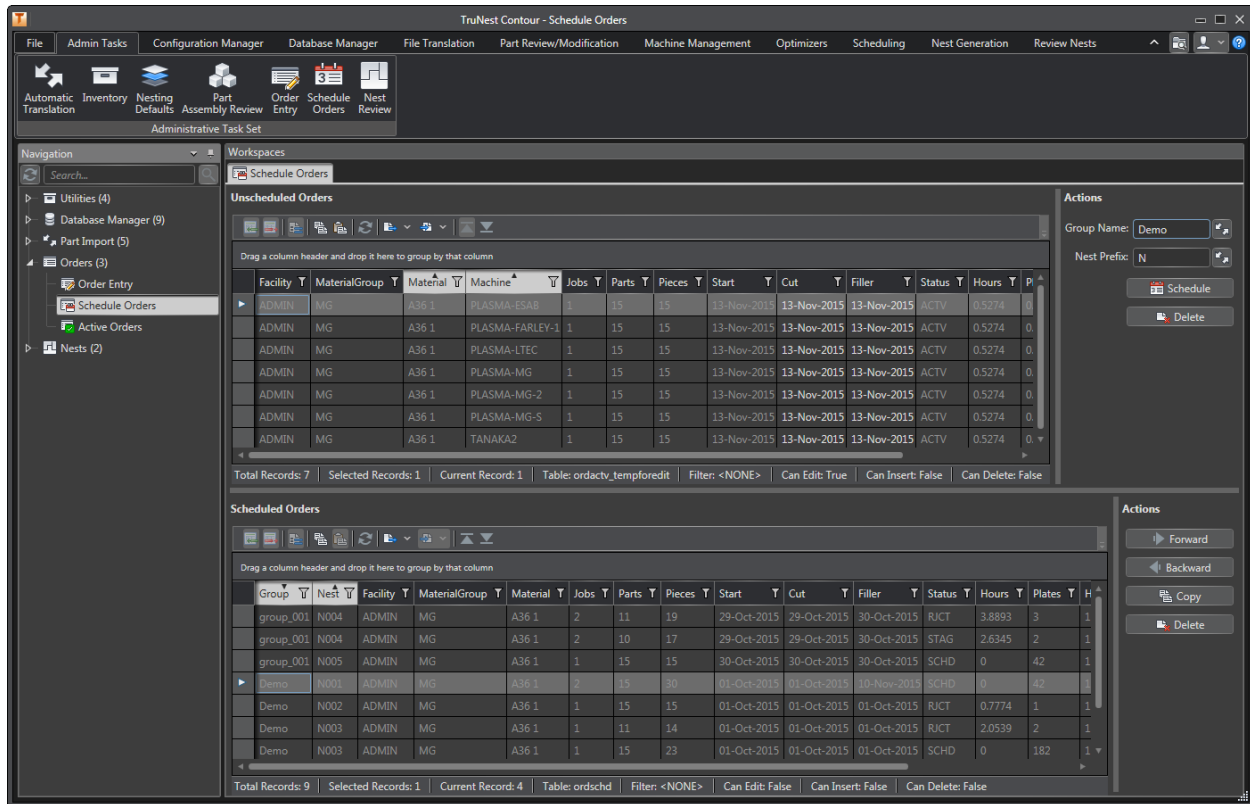 TruNest Contour - Schedule Orders
File Admin Tasks Configuration Manager Database Manager File Translation Part Review/Modification Machine Management Optimizers Scheduling Nest Generation Review Nests
Automatic Translation Inventory Nesting Defaults Part Assembly Review Order Entry Schedule Orders Nest Review
Administrative Task Set
Navigation
Search...
Utilities (4)
Database Manager (9)
Part Import (5)
Orders (3)
Order Entry
Schedule Orders
Active Orders
Nests (2)
Workspaces
Schedule Orders
Unscheduled Orders
Drag a column header and drop it here to group by that column
Facility MaterialGroup Material Machine Jobs Parts Pieces Start Cut Filler Status Hours Pl
ADMIN MG A36 1 PLASMA-ESAB 1 15 15 13-Nov-2015 13-Nov-2015 13-Nov-2015 ACTV 0.5274 0.
ADMIN MG A36 1 PLASMA-FARLEY-1 1 15 15 13-Nov-2015 13-Nov-2015 13-Nov-2015 ACTV 0.5274 0.
ADMIN MG A36 1 PLASMA-LTEC 1 15 15 13-Nov-2015 13-Nov-2015 13-Nov-2015 ACTV 0.5274 0.
ADMIN MG A36 1 PLASMA-MG 1 15 15 13-Nov-2015 13-Nov-2015 13-Nov-2015 ACTV 0.5274 0.
ADMIN MG A36 1 PLASMA-MG-2 1 15 15 13-Nov-2015 13-Nov-2015 13-Nov-2015 ACTV 0.5274 0.
ADMIN MG A36 1 PLASMA-MG-S 1 15 15 13-Nov-2015 13-Nov-2015 13-Nov-2015 ACTV 0.5274 0.
ADMIN MG A36 1 TANAKA2 1 15 15 13-Nov-2015 13-Nov-2015 13-Nov-2015 ACTV 0.5274 0.
Total Records: 7 Selected Records: 1 Current Record: 1 Table: ordactv_tempforedit Filter: <NONE> Can Edit: True Can Insert: False Can Delete: False
Actions
Group Name: Demo
Nest Prefix: N
Schedule
Delete
Scheduled Orders
Drag a column header and drop it here to group by that column
Group Nest Facility MaterialGroup Material Jobs Parts Pieces Start Cut Filler Status Hours Plates H
group_001 N004 ADMIN MG A36 1 2 11 19 29-Oct-2015 29-Oct-2015 30-Oct-2015 RJCT 3.8893 3 1
group_001 N004 ADMIN MG A36 1 2 10 17 29-Oct-2015 29-Oct-2015 30-Oct-2015 STAG 2.6345 2 1
group_001 N005 ADMIN MG A36 1 1 15 15 30-Oct-2015 30-Oct-2015 30-Oct-2015 SCHD 0 42 1
Demo N001 ADMIN MG A36 1 2 15 30 01-Oct-2015 01-Oct-2015 10-Nov-2015 SCHD 0 42 1
Demo N002 ADMIN MG A36 1 1 15 15 01-Oct-2015 01-Oct-2015 01-Oct-2015 RJCT 0.7774 1 1
Demo N003 ADMIN MG A36 1 1 11 14 01-Oct-2015 01-Oct-2015 01-Oct-2015 RJCT 2.0539 2 1
Demo N003 ADMIN MG A36 1 1 15 23 01-Oct-2015 01-Oct-2015 01-Oct-2015 SCHD 0 182 1
Total Records: 9 Selected Records: 1 Current Record: 4 Table: ordschd Filter: <NONE> Can Edit: False Can Insert: False Can Delete: False
Actions
Forward
Backward
Copy
Delete